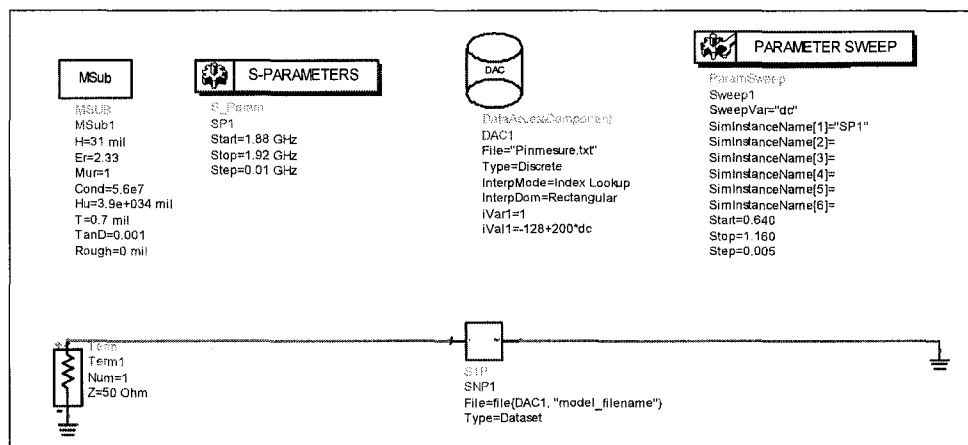 MSub
MSUB
MSub1
H=31 mil
Er=2.33
Mur=1
Cond=5.6e7
Hu=3.9e+034 mil
T=0.7 mil
TanD=0.001
Rough=0 mil
S-PARAMETERS
S_Param
SP1
Start=1.88 GHz
Stop=1.92 GHz
Step=0.01 GHz
DAC
DataAccessComponent
DAC1
File="Pinmesure.txt"
Type=Discrete
InterpMode=Index Lookup
InterpDom=Rectangular
iVar1=1
iVal1=-128+200*dc
PARAMETER SWEEP
ParamSweep
Sweep1
SweepVar="dc"
SimInstanceName[1]="SP1"
SimInstanceName[2]=
SimInstanceName[3]=
SimInstanceName[4]=
SimInstanceName[5]=
SimInstanceName[6]=
Start=0.640
Stop=1.160
Step=0.005
Term
Term1
Num=1
Z=50 Ohm
S1P
SNP1
File=file{DAC1, "model_filename"}
Type=Dataset